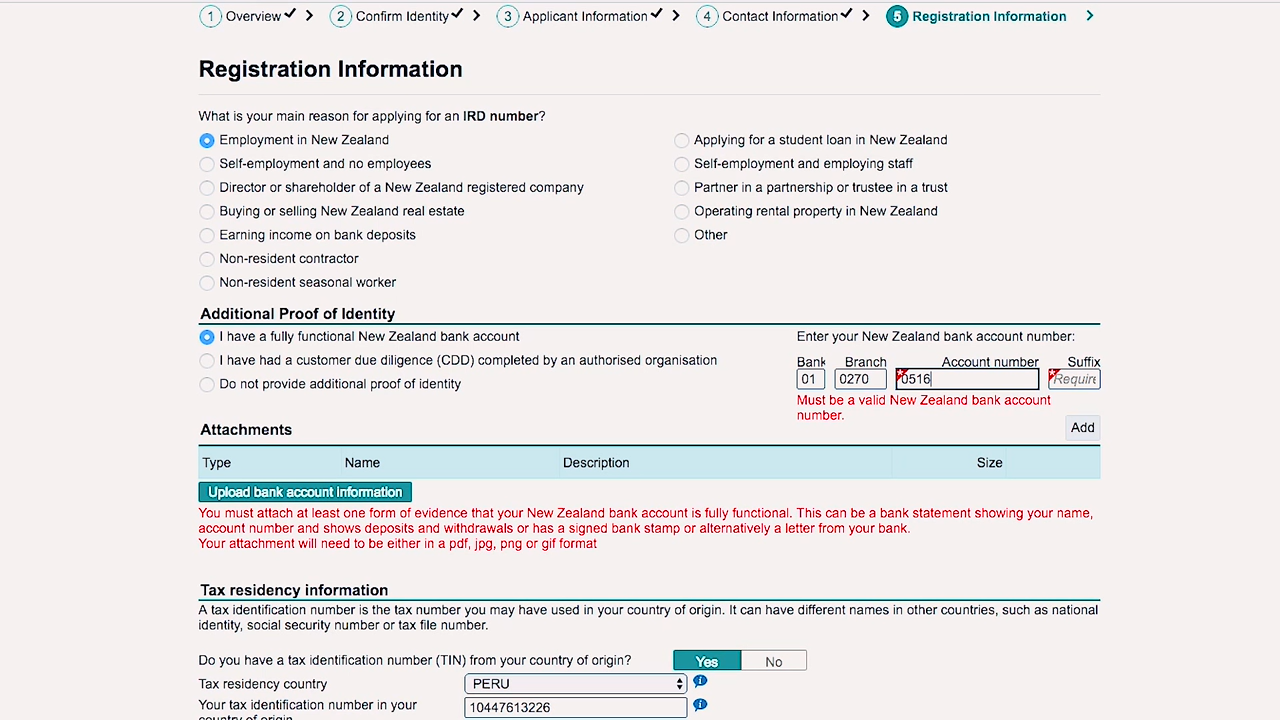 1 Overview > 2 Confirm Identity > 3 Applicant Information > 4 Contact Information > 5 Registration Information >
Registration Information
What is your main reason for applying for an IRD number?
Employment in New Zealand
Applying for a student loan in New Zealand
Self-employment and no employees
Self-employment and employing staff
Director or shareholder of a New Zealand registered company
Partner in a partnership or trustee in a trust
Buying or selling New Zealand real estate
Operating rental property in New Zealand
Earning income on bank deposits
Other
Non-resident contractor
Non-resident seasonal worker
Additional Proof of Identity
I have a fully functional New Zealand bank account
Enter your New Zealand bank account number:
I have had a customer due diligence (CDD) completed by an authorised organisation
Bank Branch Account number Suffix
01 0270 0516 Require
Do not provide additional proof of identity
Must be a valid New Zealand bank account
number.
Attachments
Add
Type Name Description Size
Upload bank account information
You must attach at least one form of evidence that your New Zealand bank account is fully functional. This can be a bank statement showing your name,
account number and shows deposits and withdrawals or has a signed bank stamp or alternatively a letter from your bank.
Your attachment will need to be either in a pdf, jpg, png or gif format
Tax residency information
A tax identification number is the tax number you may have used in your country of origin. It can have different names in other countries, such as national
identity, social security number or tax file number.
Do you have a tax identification number (TIN) from your country of origin? Yes No
Tax residency country PERU
Your tax identification number in your 10447613226
country of origin